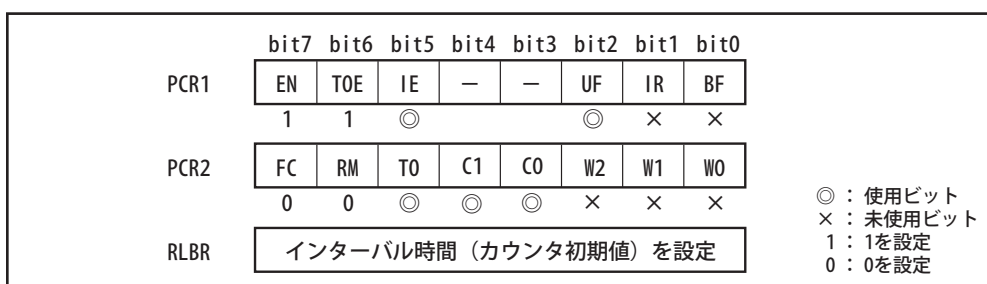 bit7 bit6 bit5 bit4 bit3 bit2 bit1 bit0
PCR1 EN TOE IE － － UF IR BF
1 1 ◎ ◎ × ×
PCR2 FC RM TO C1 CO W2 W1 WO
0 0 ◎ ◎ ◎ × × ×
RLBR インターバル時間（カウンタ初期値）を設定
◎ ： 使用ビット
× ： 未使用ビット
1 ： 1を設定
0 ： 0を設定